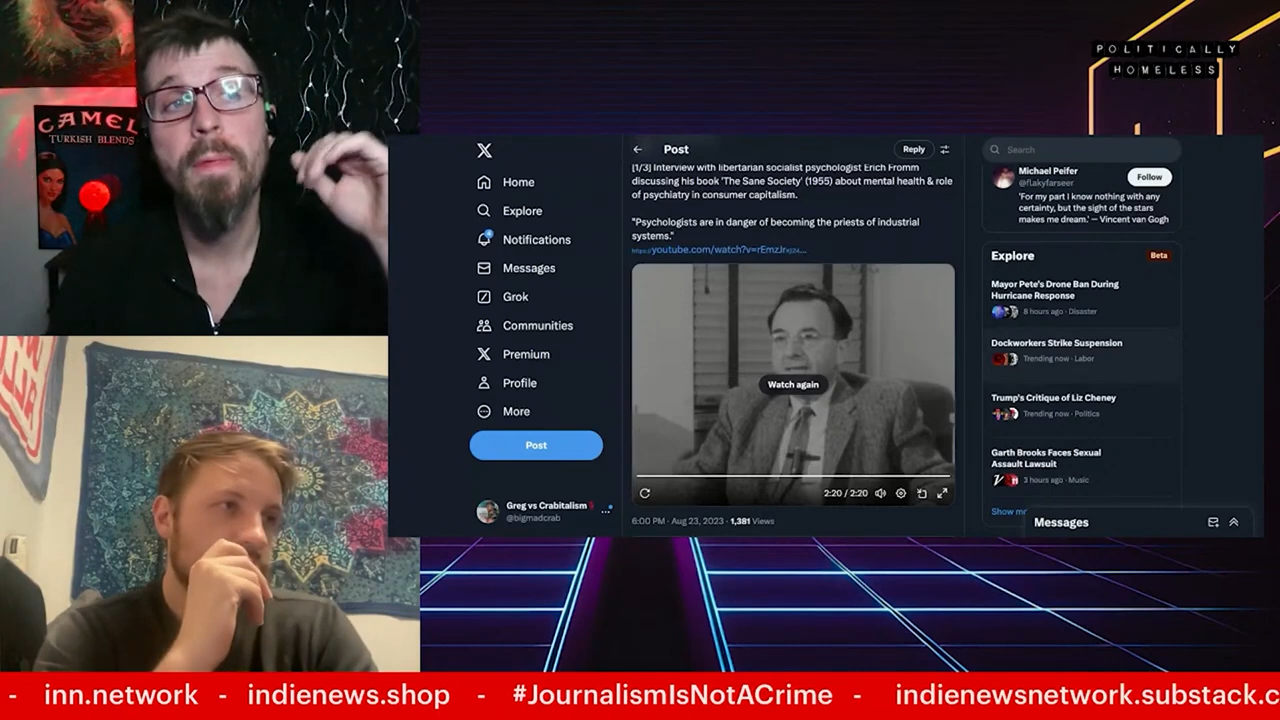 CAMEL
TURKISH BLENDS
POLITICALLY
HOMELESS
Home
Explore
Notifications
Messages
Grok
Communities
Premium
Profile
More
Post
Greg vs Crabitalism
@bigmadcrab
Post
Reply
[1/3] Interview with libertarian socialist psychologist Erich Fromm
discussing his book 'The Sane Society' (1955) about mental health & role
of psychiatry in consumer capitalism.
"Psychologists are in danger of becoming the priests of industrial
systems."
Watch again
2:20 / 2:20
6:00 PM · Aug 23, 2023 · 1,381 Views
Search
Michael Peifer
@flakyfarseer
Follow
'For my part I know nothing with any
certainty, but the sight of the stars
makes me dream.' – Vincent van Gogh
Explore
Beta
Mayor Pete's Drone Ban During
Hurricane Response
8 hours ago · Disaster
Dockworkers Strike Suspension
Trending now · Labor
Trump's Critique of Liz Cheney
Trending now · Politics
Garth Brooks Faces Sexual
Assault Lawsuit
3 hours ago · Music
Messages
- inn.network - indienews.shop - #JournalismIsNotACrime - indienewsnetwork.substack.c